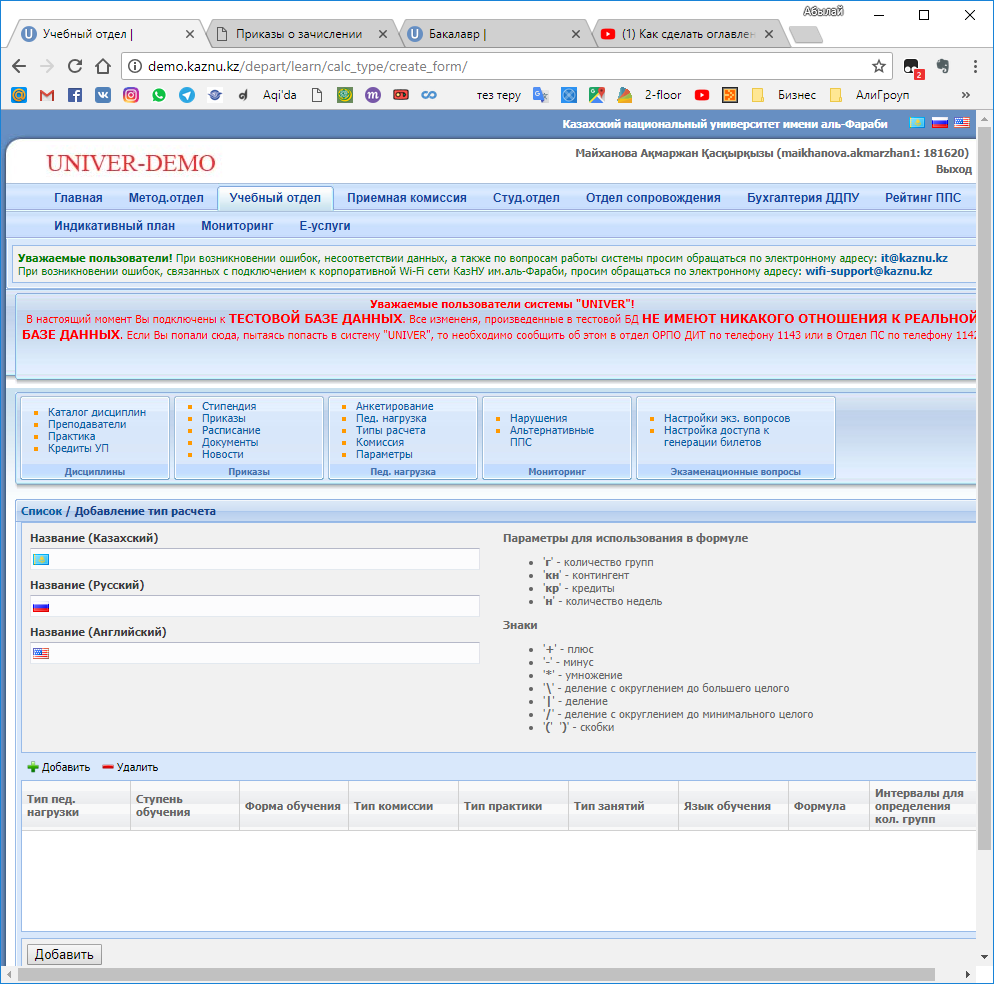 Абылай
Учебный отдел |
Приказы о зачислении
Бакалавр |
(1) Как сделать оглавлен
demo.kaznu.kz/depart/learn/calc_type/create_form/
2
Aqi'da
тез теру
2-floor
Бизнес
АлиГроуп
»
Казахский национальный университет имени аль-Фараби
UNIVER-DEMO
Майханова Ақмаржан Қасқырқызы (maikhanova.akmarzhan1: 181620)
Выход
Главная Метод.отдел Учебный отдел Приемная комиссия Студ.отдел Отдел сопровождения Бухгалтерия ДДПУ Рейтинг ППС
Индикативный план Мониторинг Е-услуги
Уважаемые пользователи! При возникновении ошибок, несоответствии данных, а также по вопросам работы системы просим обращаться по электронному адресу: it@kaznu.kz
При возникновении ошибок, связанных с подключением к корпоративной Wi-Fi сети КазНУ им.аль-Фараби, просим обращаться по электронному адресу: wifi-support@kaznu.kz
Уважаемые пользователи системы "UNIVER"!
В настоящий момент Вы подключены к ТЕСТОВОЙ БАЗЕ ДАННЫХ. Все измененя, произведенные в тестовой БД НЕ ИМЕЮТ НИКАКОГО ОТНОШЕНИЯ К РЕАЛЬНОЙ
БАЗЕ ДАННЫХ. Если Вы попали сюда, пытаясь попасть в систему "UNIVER", то необходимо сообщить об этом в отдел ОРПО ДИТ по телефону 1143 или в Отдел ПС по телефону 1142
Каталог дисциплин
Преподаватели
Практика
Кредиты УП
Дисциплины
Стипендия
Приказы
Расписание
Документы
Новости
Приказы
Анкетирование
Пед. нагрузка
Типы расчета
Комиссия
Параметры
Пед. нагрузка
Нарушения
Альтернативные
ППС
Мониторинг
Настройки экз. вопросов
Настройка доступа к
генерации билетов
Экзаменационные вопросы
Список / Добавление тип расчета
Название (Казахский)
Название (Русский)
Название (Английский)
Параметры для использования в формуле
'г' - количество групп
'кн' - контингент
'кр' - кредиты
'н' - количество недель
Знаки
'+' - плюс
'-' - минус
'*' - умножение
'\' - деление с округлением до большего целого
'|' - деление
'/' - деление с округлением до минимального целого
'(' ')' - скобки
Добавить Удалить
Тип пед.
нагрузки
Ступень
обучения
Форма обучения
Тип комиссии
Тип практики
Тип занятий
Язык обучения
Формула
Интервалы для
определения
кол. групп
Добавить